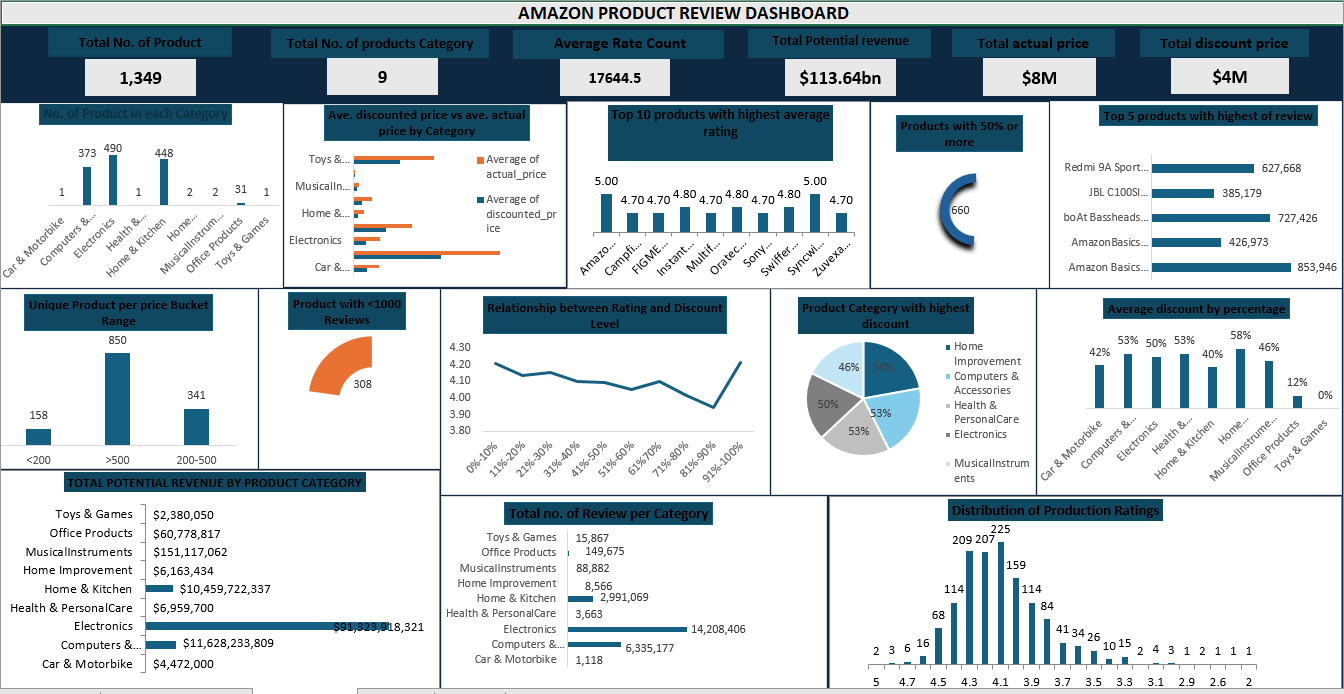 AMAZON PRODUCT REVIEW DASHBOARD
Total No. of Product
1,349
Total No. of products Category
9
Average Rate Count
17644.5
Total Potential revenue
$113.64bn
Total actual price
$8M
Total discount price
$4M
No. of Product in each Category
1
373
490
1
448
2
2
31
1
Car & Motorbike
Computers &...
Electronics
Health &...
Home & Kitchen
Home...
MusicalInstrum...
Office Products
Toys & Games
Ave. discounted price vs ave. actual
price by Category
Toys &...
MusicalIn...
Home &...
Electronics
Car &...
Average of
actual_price
Average of
discounted_pr
ice
Top 10 products with highest average
rating
5.00
4.70
4.70
4.80
4.70
4.80
4.70
4.80
5.00
4.70
Amazo...
Campfi...
FIGME...
Instant...
Multif...
Oratec...
Sony...
Swiffer...
Syncwi...
Zuvexa...
Products with 50% or
more
660
Top 5 products with highest of review
Redmi 9A Sport...
627,668
JBL C100SI...
385,179
boAt Bassheads...
727,426
AmazonBasics...
426,973
Amazon Basics...
853,946
Unique Product per price Bucket
Range
158
850
341
<200
>500
200-500
Product with <1000
Reviews
308
Relationship between Rating and Discount
Level
4.30
4.20
4.10
4.00
3.90
3.80
0%-10%
11%-20%
21%-30%
31%-40%
41%-50%
51%-60%
61%70%
71%-80%
81%-90%
91%-100%
Product Category with highest
discount
58%
53%
53%
50%
46%
Home
Improvement
Computers &
Accessories
Health &
PersonalCare
Electronics
MusicalInstrum
ents
Average discount by percentage
42%
53%
50%
53%
40%
58%
46%
12%
0%
Car & Motorbike
Computers &...
Electronics
Health &...
Home & Kitchen
Home...
MusicalInstrume...
Office Products
Toys & Games
TOTAL POTENTIAL REVENUE BY PRODUCT CATEGORY
Toys & Games
$2,380,050
Office Products
$60,778,817
MusicalInstruments
$151,117,062
Home Improvement
$6,163,434
Home & Kitchen
$10,459,722,337
Health & PersonalCare
$6,959,700
Electronics
$91,323,918,321
Computers &...
$11,628,233,809
Car & Motorbike
$4,472,000
Total no. of Review per Category
Toys & Games
15,867
Office Products
149,675
MusicalInstruments
88,882
Home Improvement
8,566
Home & Kitchen
2,991,069
Health & PersonalCare
3,663
Electronics
14,208,406
Computers &...
6,335,177
Car & Motorbike
1,118
Distribution of Production Ratings
2
3
6
16
68
114
209
207
225
159
114
84
41
34
26
10
15
2
4
3
1
2
1
1
1
5
4.7
4.5
4.3
4.1
3.9
3.7
3.5
3.3
3.1
2.9
2.6
2